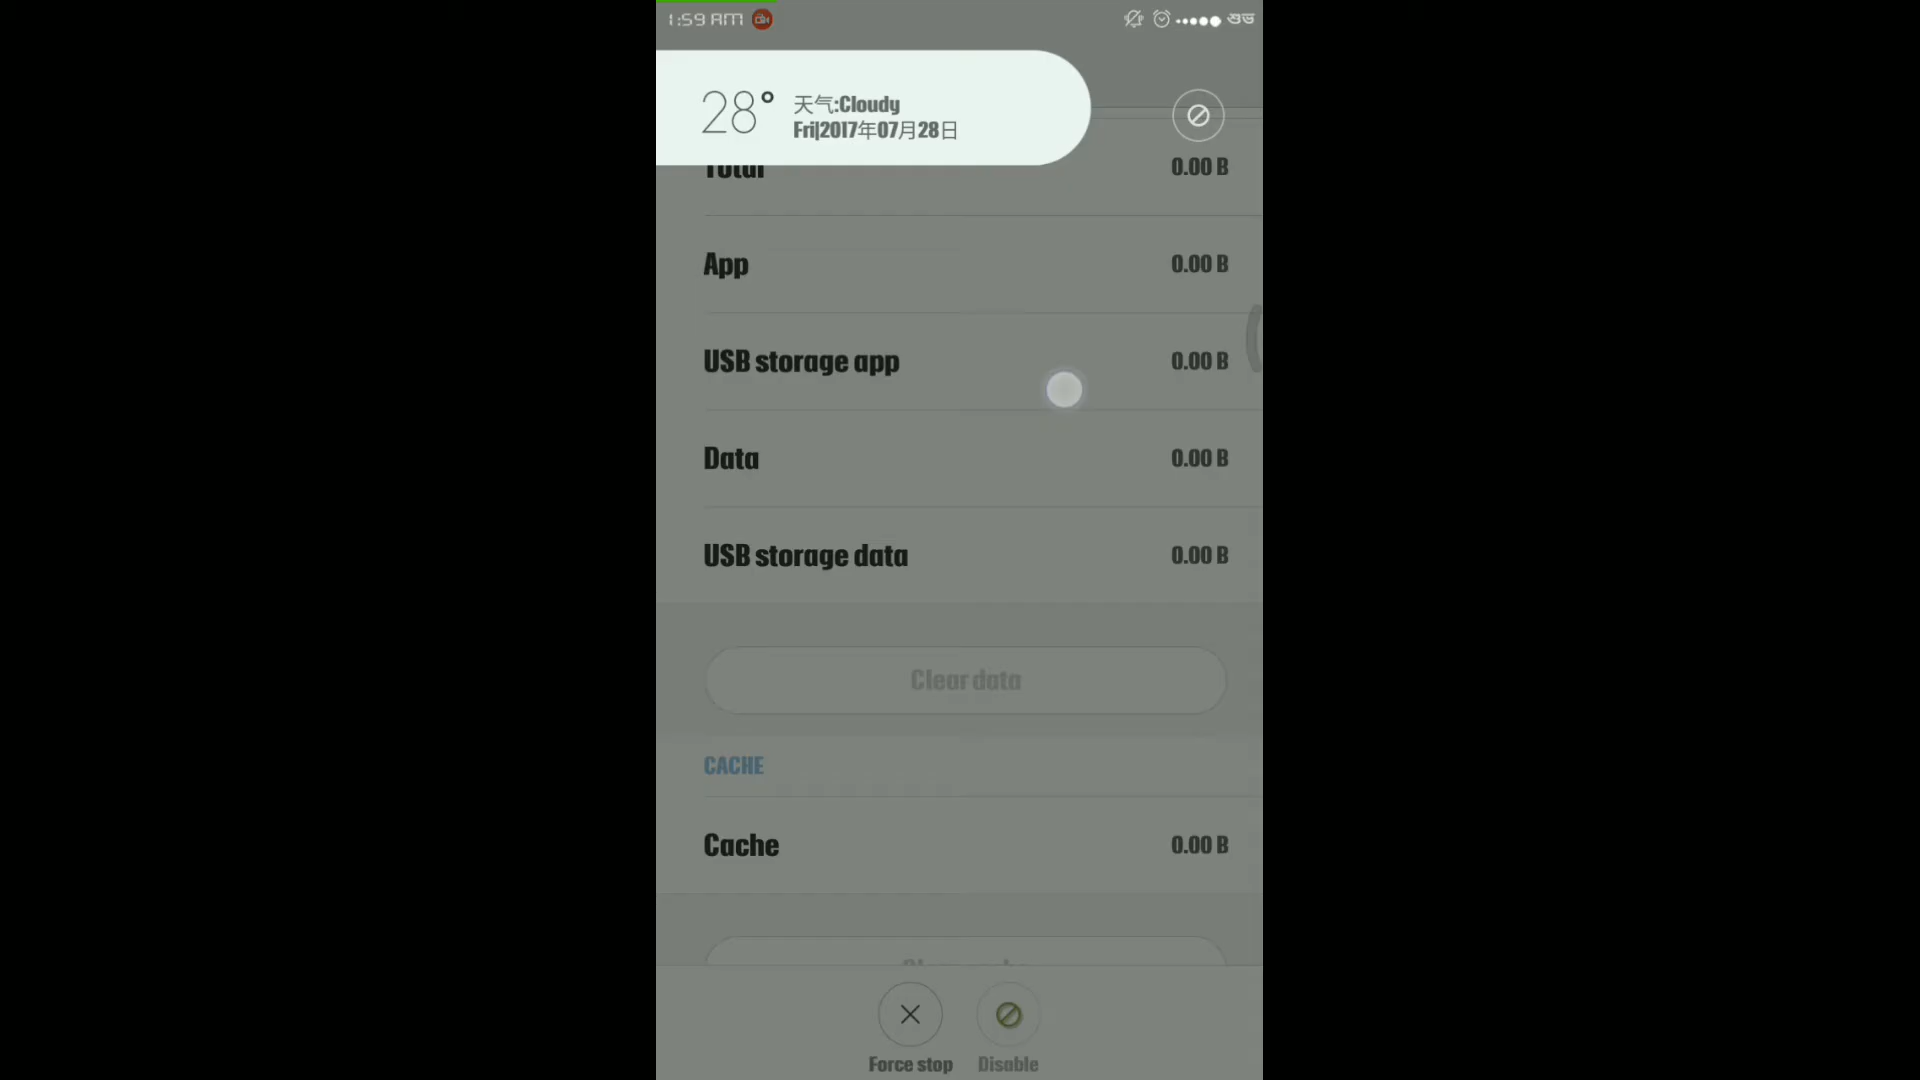 1:59 AM
শুভ
28°
天气:Cloudy
Fri|2017年07月28日
Total
0.00 B
App
0.00 B
USB storage app
0.00 B
Data
0.00 B
USB storage data
0.00 B
Clear data
CACHE
Cache
0.00 B
Force stop
Disable